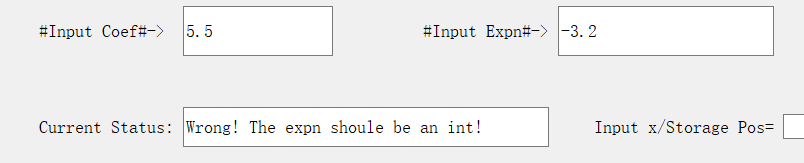 #Input Coef#-> 5.5 #Input Expn#-> -3.2
Current Status: Wrong! The expn shoule be an int! Input x/Storage Pos=